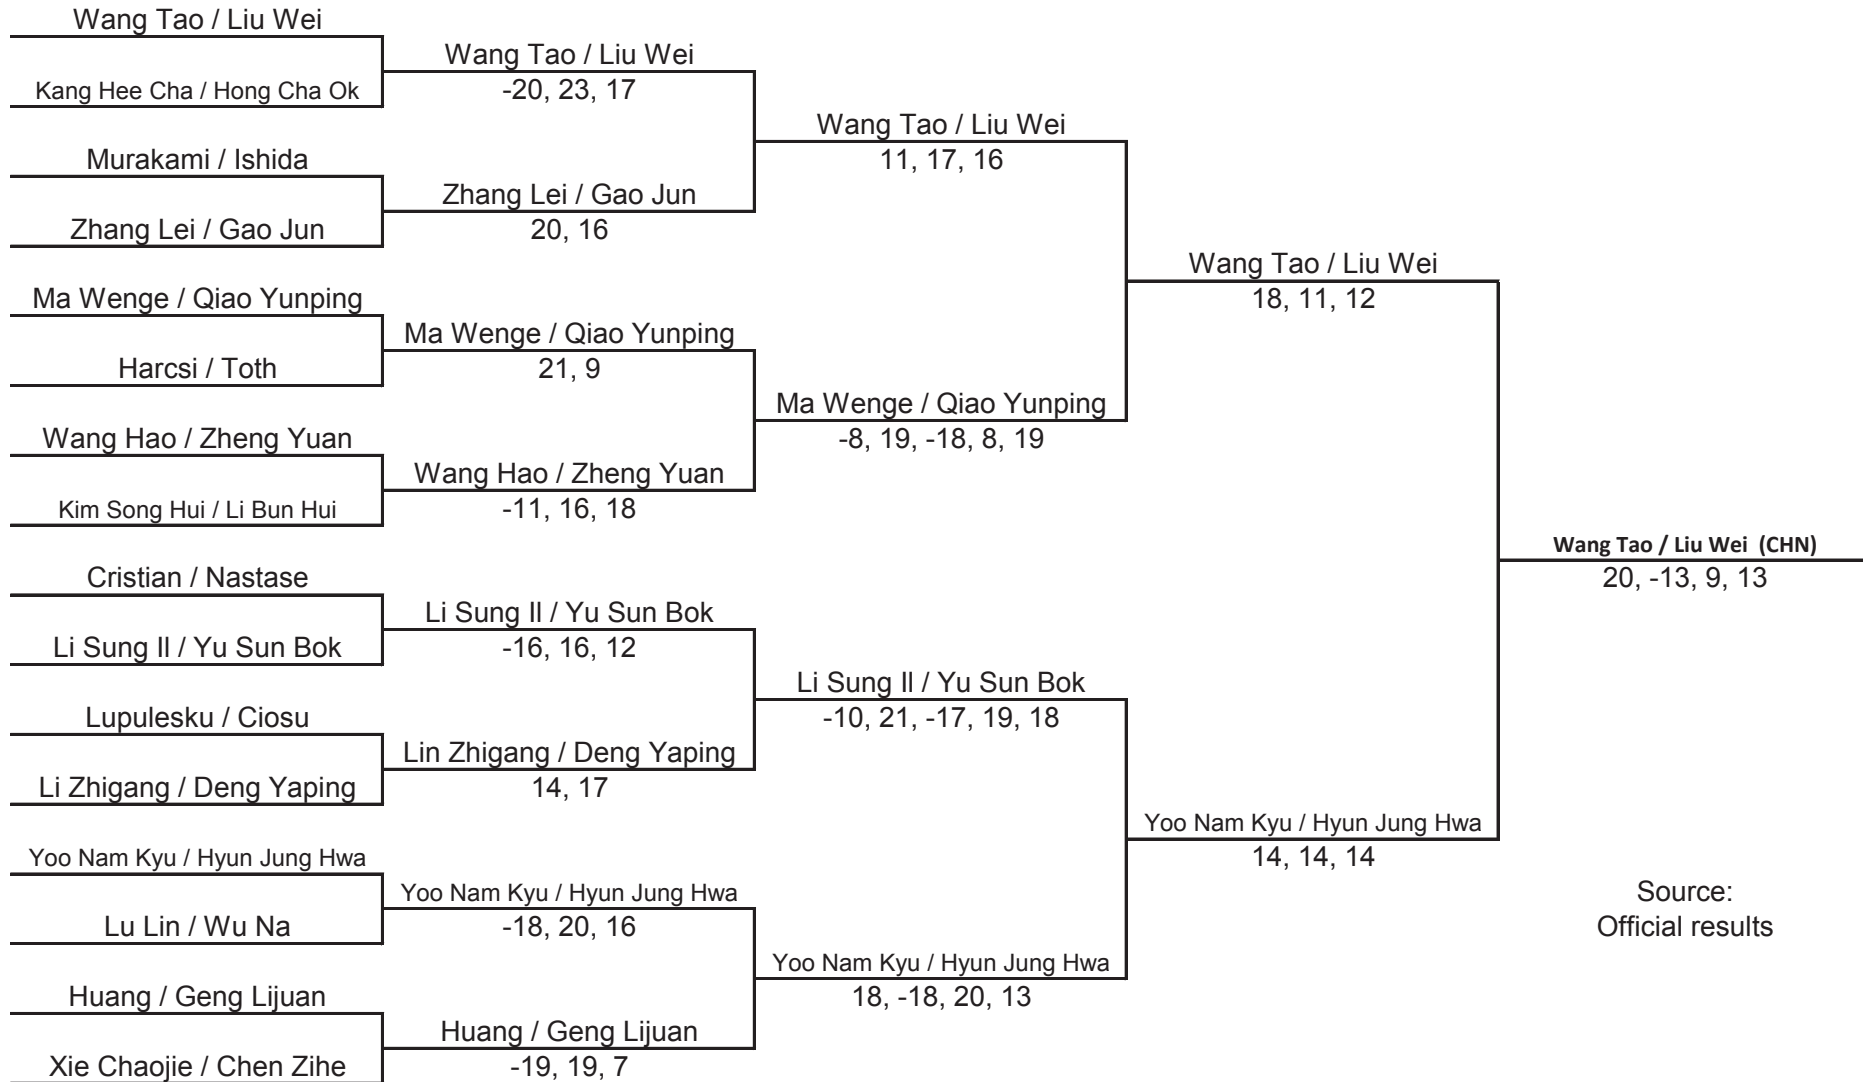 Wang Tao / Liu Wei
Wang Tao / Liu Wei
Kang Hee Cha / Hong Cha Ok
-20, 23, 17
Wang Tao / Liu Wei
Murakami / Ishida
11, 17, 16
Zhang Lei / Gao Jun
Zhang Lei / Gao Jun
20, 16
Wang Tao / Liu Wei
Ma Wenge / Qiao Yunping
18, 11, 12
Ma Wenge / Qiao Yunping
Harcsi / Toth
21, 9
Ma Wenge / Qiao Yunping
Wang Hao / Zheng Yuan
-8, 19, -18, 8, 19
Wang Hao / Zheng Yuan
Kim Song Hui / Li Bun Hui
-11, 16, 18
Wang Tao / Liu Wei (CHN)
Cristian / Nastase
20, -13, 9, 13
Li Sung Il / Yu Sun Bok
Li Sung Il / Yu Sun Bok
-16, 16, 12
Li Sung Il / Yu Sun Bok
Lupulesku / Ciosu
-10, 21, -17, 19, 18
Lin Zhigang / Deng Yaping
Li Zhigang / Deng Yaping
14, 17
Yoo Nam Kyu / Hyun Jung Hwa
Yoo Nam Kyu / Hyun Jung Hwa
14, 14, 14
Yoo Nam Kyu / Hyun Jung Hwa
Source:
Lu Lin / Wu Na
-18, 20, 16
Official results
Yoo Nam Kyu / Hyun Jung Hwa
Huang / Geng Lijuan
18, -18, 20, 13
Huang / Geng Lijuan
Xie Chaojie / Chen Zihe
-19, 19, 7